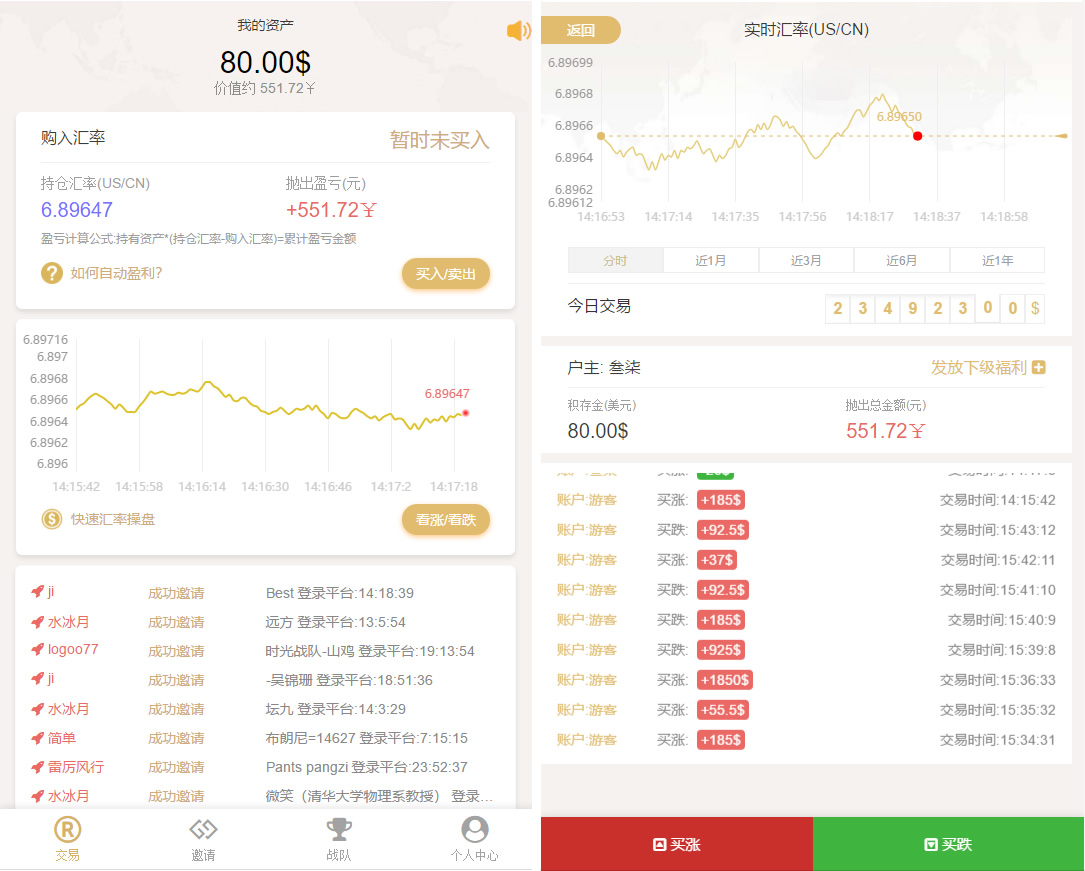 我的资产
80.00$
价值约 551.72￥
购入汇率
暂时未买入
持仓汇率(US/CN)
抛出盈亏(元)
6.89647
+551.72￥
盈亏计算公式:持有资产*(持仓汇率-购入汇率)=累计盈亏金额
? 如何自动盈利?
买入/卖出
6.89716
6.897
6.8968
6.8966
6.8964
6.8962
6.896
6.89647
14:15:42 14:15:58 14:16:14 14:16:30 14:16:46 14:17:2 14:17:18
$ 快速汇率操盘
看涨/看跌
ji 成功邀请 Best 登录平台:14:18:39
水冰月 成功邀请 远方 登录平台:13:5:54
logoo77 成功邀请 时光战队-山鸡 登录平台:19:13:54
ji 成功邀请 -吴锦珊 登录平台:18:51:36
水冰月 成功邀请 坛九 登录平台:14:3:29
简单 成功邀请 布朗尼=14627 登录平台:7:15:15
雷厉风行 成功邀请 Pants pangzi 登录平台:23:52:37
水冰月 成功邀请 微笑（清华大学物理系教授） 登录...
R
交易 邀请 战队 个人中心
返回
实时汇率(US/CN)
6.89699
6.8968
6.8966
6.8964
6.8962
6.89612
6.89650
14:16:53 14:17:14 14:17:35 14:17:56 14:18:17 14:18:37 14:18:58
分时 近1月 近3月 近6月 近1年
今日交易
2 3 4 9 2 3 0 0 $
户主: 叁柒
发放下级福利
积存金(美元)
抛出总金额(元)
80.00$
551.72￥
账户:游客 买涨: +185$ 交易时间:14:15:42
账户:游客 买跌: +92.5$ 交易时间:15:43:12
账户:游客 买涨: +37$ 交易时间:15:42:11
账户:游客 买跌: +92.5$ 交易时间:15:41:10
账户:游客 买跌: +185$ 交易时间:15:40:9
账户:游客 买跌: +925$ 交易时间:15:39:8
账户:游客 买涨: +1850$ 交易时间:15:36:33
账户:游客 买涨: +55.5$ 交易时间:15:35:32
账户:游客 买涨: +185$ 交易时间:15:34:31
买涨
买跌